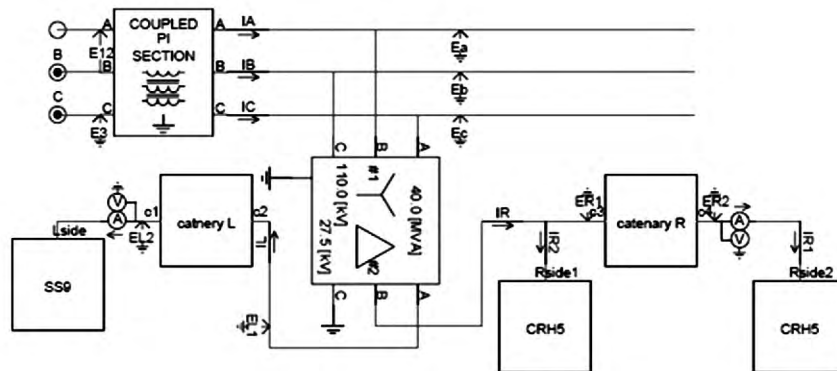 A COUPLED A IA
PI
SECTION
E12
Ea
B B B IB
Eb
C C C IC
E3
Ec
C B A
#1
110.0 [kV]
40.0 [MVA]
27.5 [kV]
#2
C B A
V
A
Lside
c1 catnery L c2
EL2
IL
EL1
SS9
IR
ER1
c3 catenary R c4
ER2
A
V
IR2
IR1
Rside1
Rside2
CRH5
CRH5